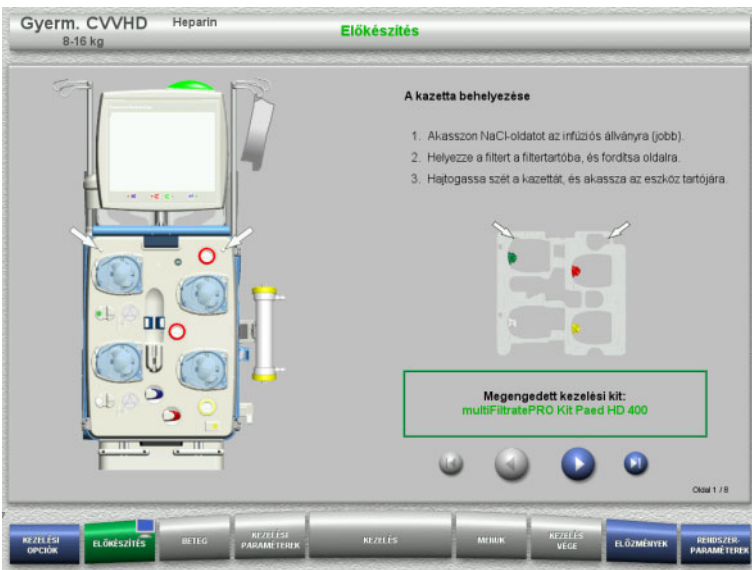 Gyerm. CVVHD Heparin
8-16 kg
Előkészítés
A kazetta behelyezése
1. Akasszon NaCl-oldatot az infúziós állványra (jobb).
2. Helyezze a filtert a filtertartóba, és fordítsa oldalra.
3. Hajtogassa szét a kazettát, és akassza az eszköz tartójára.
Megengedett kezelési kit:
multiFiltratePRO Kit Paed HD 400
Oldal 1 / 8
KEZELÉSI
OPCIÓK
ELŐKÉSZÍTÉS
BETEG
KEZELÉSI
PARAMÉTEREK
KEZELÉS
MENÜK
KEZELÉS
VÉGE
ELŐZMÉNYEK
RENDSZER-
PARAMÉTEREK